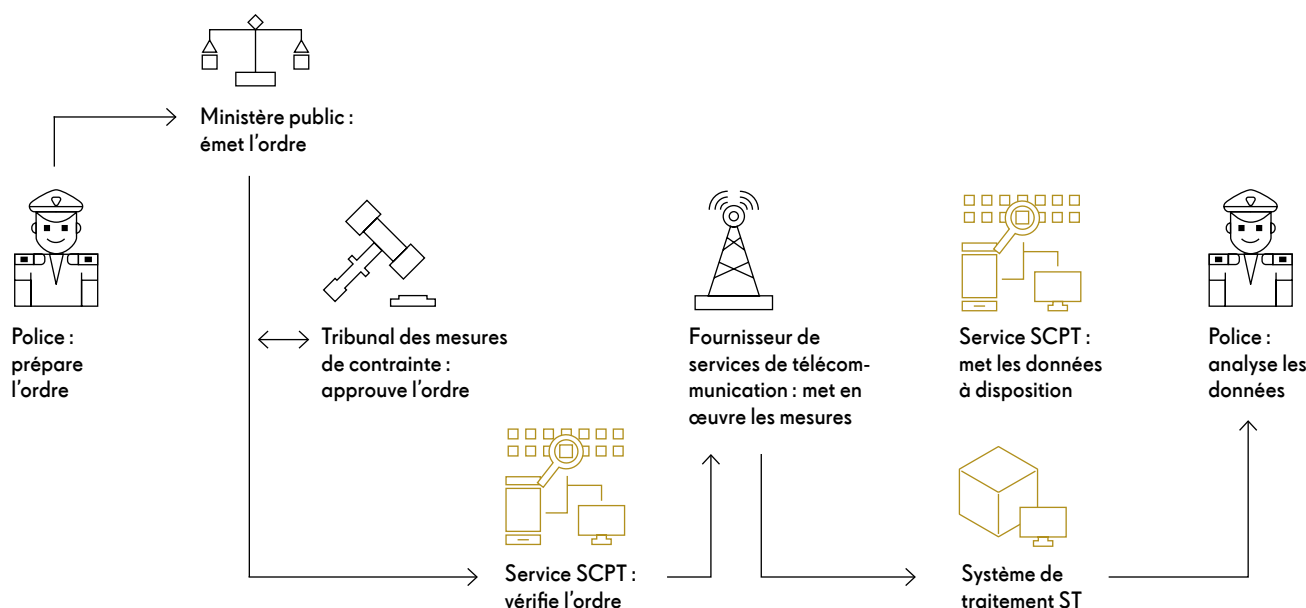 Ministère public :
émet l’ordre
Police :
prépare
l’ordre
Tribunal des mesures
de contrainte :
approuve l’ordre
Service SCPT :
vérifie l’ordre
Fournisseur de
services de télécom-
munication : met en
œuvre les mesures
Service SCPT :
met les données
à disposition
Système de
traitement ST
Police :
analyse les
données